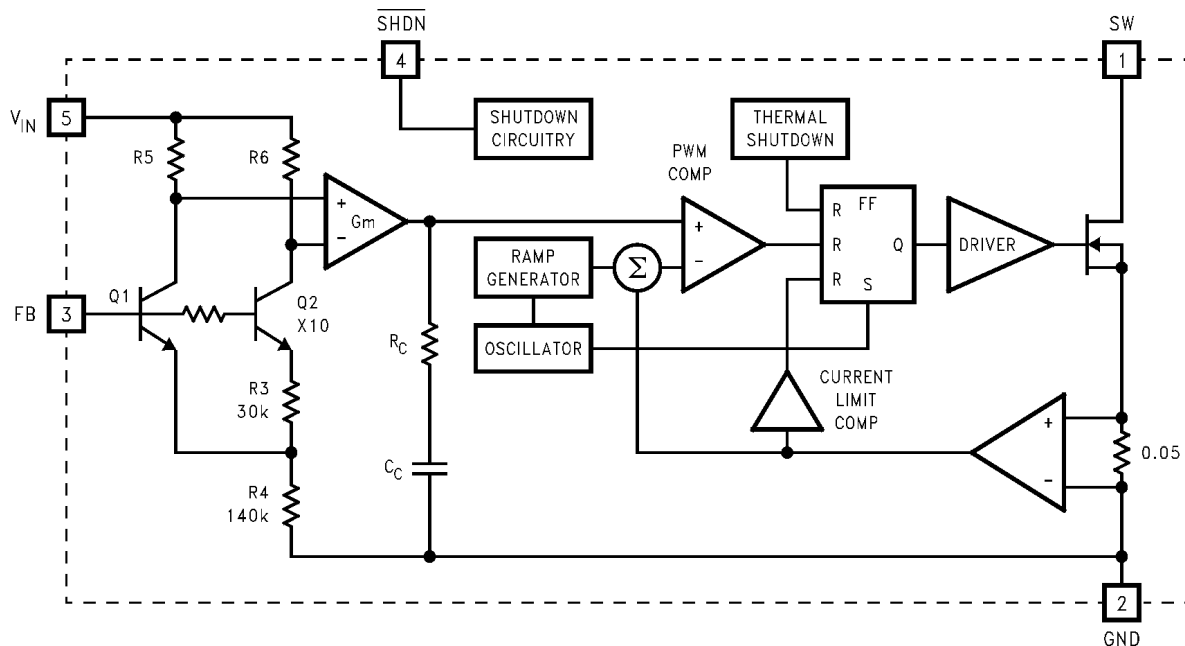 SHDN
SW
4
1
V_IN
5
SHUTDOWN
CIRCUITRY
THERMAL
SHUTDOWN
R5
R6
PWM
COMP
+
Gm
−
+
−
R
FF
R
Q
R
S
DRIVER
RAMP
GENERATOR
Σ
FB
3
Q1
Q2
X10
OSCILLATOR
R_C
R3
30k
CURRENT
LIMIT
COMP
+
−
0.05
C_C
R4
140k
2
GND